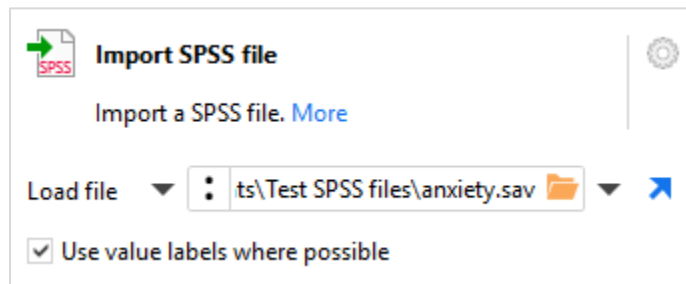 SPSS
Import SPSS file
Import a SPSS file. More
Load file
ts\Test SPSS files\anxiety.sav
Use value labels where possible